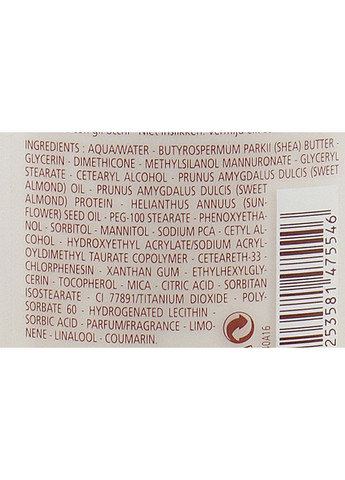 INGREDIENTS : AQUA/WATER - BUTYROSPERMUM PARKII (SHEA) BUTTER -
GLYCERIN - DIMETHICONE - METHYLSILANOL MANNURONATE - GLYCERYL
STEARATE - CETEARYL ALCOHOL - PRUNUS AMYGDALUS DULCIS (SWEET
ALMOND) OIL - PRUNUS AMYGDALUS DULCIS (SWEET
ALMOND) PROTEIN - HELIANTHUS ANNUUS (SUN-
FLOWER) SEED OIL - PEG-100 STEARATE - PHENOXYETHA-
NOL - SORBITOL - MANNITOL - SODIUM PCA - CETYL AL-
COHOL - HYDROXYETHYL ACRYLATE/SODIUM ACRYL-
OYLDIMETHYL TAURATE COPOLYMER - CETEARETH-33 -
CHLORPHENESIN - XANTHAN GUM - ETHYLHEXYLGLY-
CERIN - TOCOPHEROL - MICA - CITRIC ACID - SORBITAN
ISOSTEARATE - CI 77891/TITANIUM DIOXIDE - POLY-
SORBATE 60 - HYDROGENATED LECITHIN -
SORBIC ACID - PARFUM/FRAGRANCE - LIMO-
NENE - LINALOOL - COUMARIN.
253581 475546